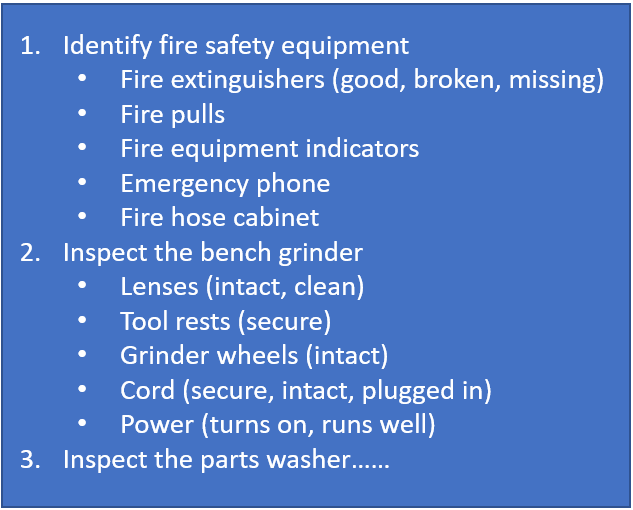 1. Identify fire safety equipment
• Fire extinguishers (good, broken, missing)
• Fire pulls
• Fire equipment indicators
• Emergency phone
• Fire hose cabinet
2. Inspect the bench grinder
• Lenses (intact, clean)
• Tool rests (secure)
• Grinder wheels (intact)
• Cord (secure, intact, plugged in)
• Power (turns on, runs well)
3. Inspect the parts washer......